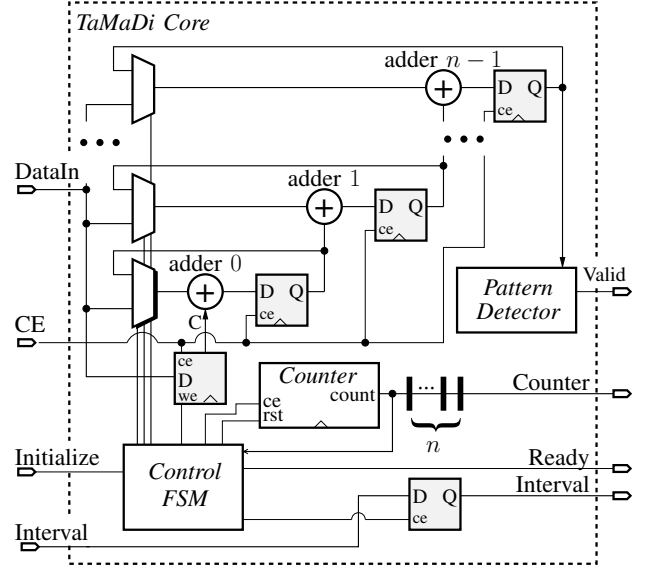 TaMaDi Core
adder n − 1
D Q
ce
DataIn
adder 1
D Q
ce
adder 0
D Q
ce
Pattern
Detector
Valid
C
CE
ce
D
we
Counter
count
ce
rst
...
n
Counter
Initialize
Control
FSM
Ready
Interval
D Q
ce
Interval